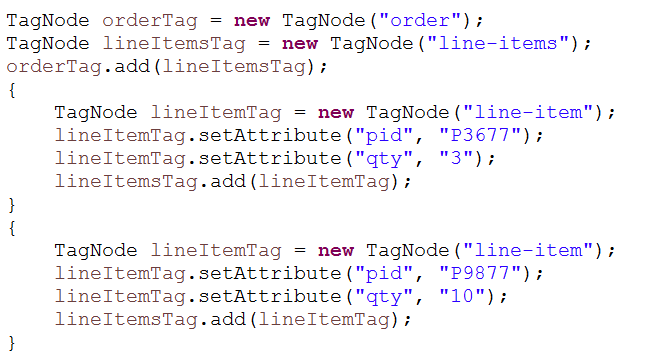 TagNode orderTag = new TagNode("order");
TagNode lineItemsTag = new TagNode("line-items");
orderTag.add(lineItemsTag);
{
    TagNode lineItemTag = new TagNode("line-item");
    lineItemTag.setAttribute("pid", "P3677");
    lineItemTag.setAttribute("qty", "3");
    lineItemsTag.add(lineItemTag);
}
{
    TagNode lineItemTag = new TagNode("line-item");
    lineItemTag.setAttribute("pid", "P9877");
    lineItemTag.setAttribute("qty", "10");
    lineItemsTag.add(lineItemTag);
}